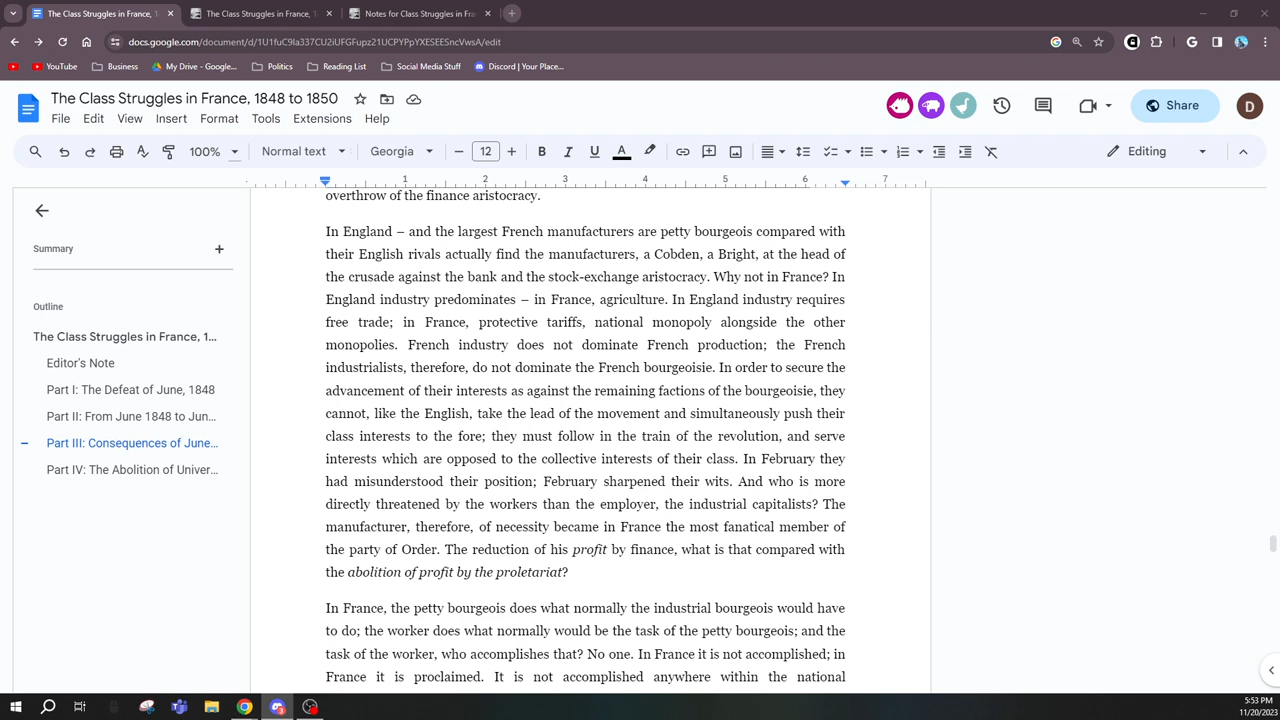 The Class Struggles in France, 1
The Class Struggles in France, 1
Notes for Class Struggles in Fra
docs.google.com/document/d/1U1fuC9la337CU2iUFGFupz21UCPYPpYXESEESncVwsA/edit
YouTube
Business
My Drive - Google...
Politics
Reading List
Social Media Stuff
Discord | Your Place...
The Class Struggles in France, 1848 to 1850
File Edit View Insert Format Tools Extensions Help
Share
D
100%
Normal text
Georgia
12
Editing
1 2 3 4 5 6 7
Summary
Outline
The Class Struggles in France, 1...
Editor's Note
Part I: The Defeat of June, 1848
Part II: From June 1848 to Jun...
Part III: Consequences of June...
Part IV: The Abolition of Univer...
overthrow of the finance aristocracy.
In England – and the largest French manufacturers are petty bourgeois compared with
their English rivals actually find the manufacturers, a Cobden, a Bright, at the head of
the crusade against the bank and the stock-exchange aristocracy. Why not in France? In
England industry predominates – in France, agriculture. In England industry requires
free trade; in France, protective tariffs, national monopoly alongside the other
monopolies. French industry does not dominate French production; the French
industrialists, therefore, do not dominate the French bourgeoisie. In order to secure the
advancement of their interests as against the remaining factions of the bourgeoisie, they
cannot, like the English, take the lead of the movement and simultaneously push their
class interests to the fore; they must follow in the train of the revolution, and serve
interests which are opposed to the collective interests of their class. In February they
had misunderstood their position; February sharpened their wits. And who is more
directly threatened by the workers than the employer, the industrial capitalists? The
manufacturer, therefore, of necessity became in France the most fanatical member of
the party of Order. The reduction of his profit by finance, what is that compared with
the abolition of profit by the proletariat?
In France, the petty bourgeois does what normally the industrial bourgeois would have
to do; the worker does what normally would be the task of the petty bourgeois; and the
task of the worker, who accomplishes that? No one. In France it is not accomplished; in
France it is proclaimed. It is not accomplished anywhere within the national
5:53 PM
11/20/2023